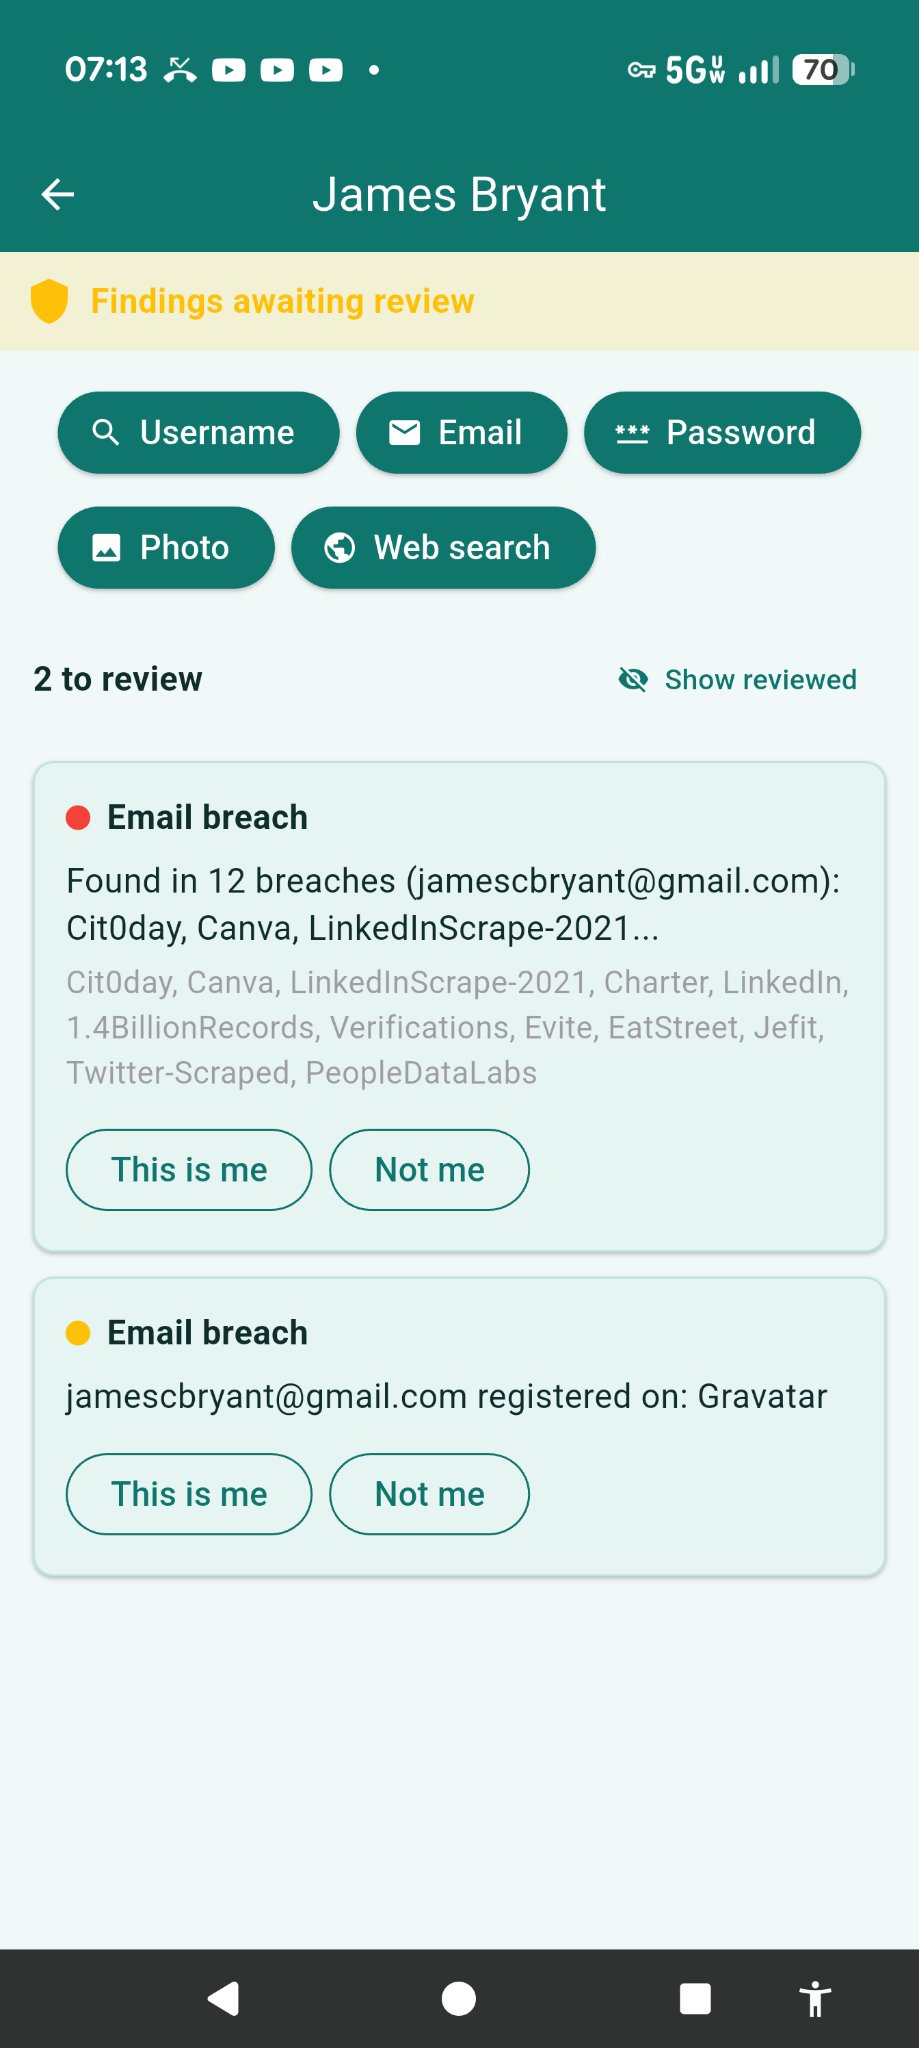 07:13
5G UW
70
James Bryant
Findings awaiting review
Username
Email
*** Password
Photo
Web search
2 to review
Show reviewed
Email breach
Found in 12 breaches (jamescbryant@gmail.com):
Cit0day, Canva, LinkedInScrape-2021...
Cit0day, Canva, LinkedInScrape-2021, Charter, LinkedIn,
1.4BillionRecords, Verifications, Evite, EatStreet, Jefit,
Twitter-Scraped, PeopleDataLabs
This is me
Not me
Email breach
jamescbryant@gmail.com registered on: Gravatar
This is me
Not me